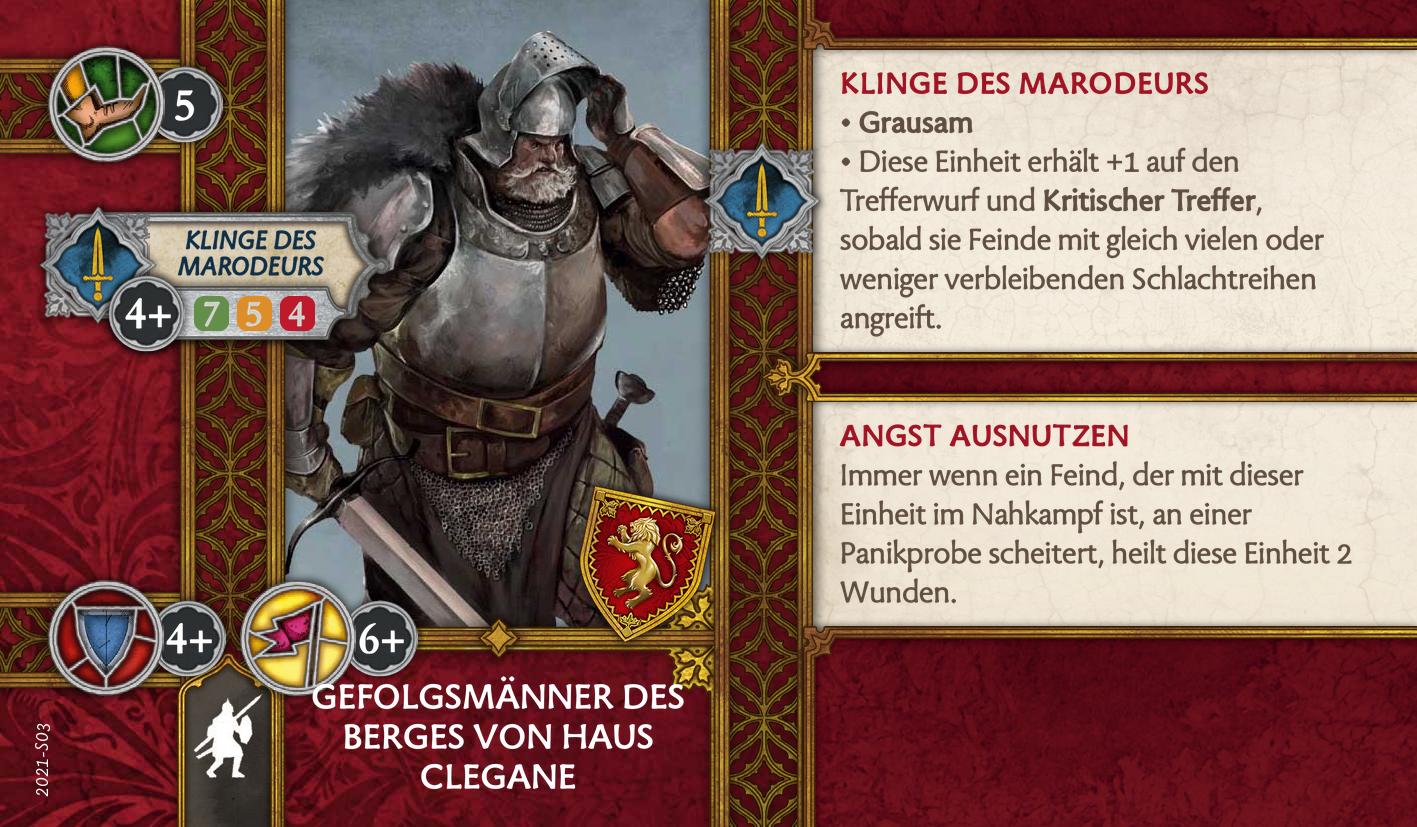 5
KLINGE DES
MARODEURS
4+ 7 5 4
4+ 6+
GEFOLGSMÄNNER DES
BERGES VON HAUS
CLEGANE
2021-S03
KLINGE DES MARODEURS
• Grausam
• Diese Einheit erhält +1 auf den
Trefferwurf und Kritischer Treffer,
sobald sie Feinde mit gleich vielen oder
weniger verbleibenden Schlachtreihen
angreift.
ANGST AUSNUTZEN
Immer wenn ein Feind, der mit dieser
Einheit im Nahkampf ist, an einer
Panikprobe scheitert, heilt diese Einheit 2
Wunden.